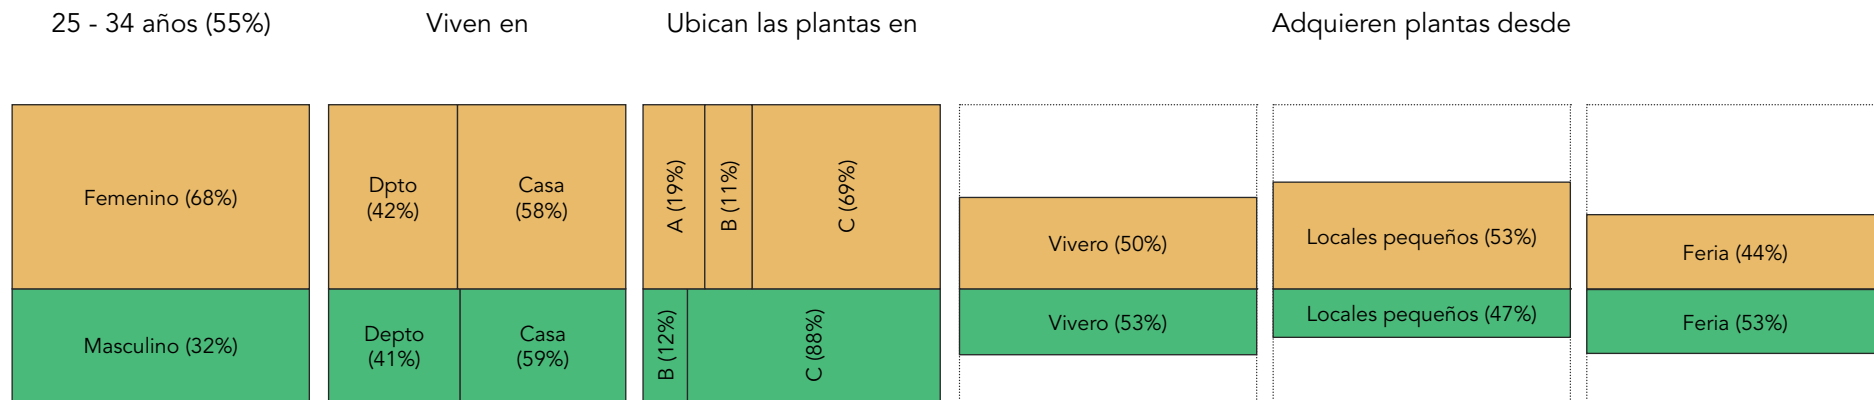 25 - 34 años (55%)
Viven en
Ubican las plantas en
Adquieren plantas desde
Femenino (68%)
Dpto
(42%)
Casa
(58%)
A (19%)
B (11%)
C (69%)
Vivero (50%)
Locales pequeños (53%)
Feria (44%)
Masculino (32%)
Depto
(41%)
Casa
(59%)
B (12%)
C (88%)
Vivero (53%)
Locales pequeños (47%)
Feria (53%)